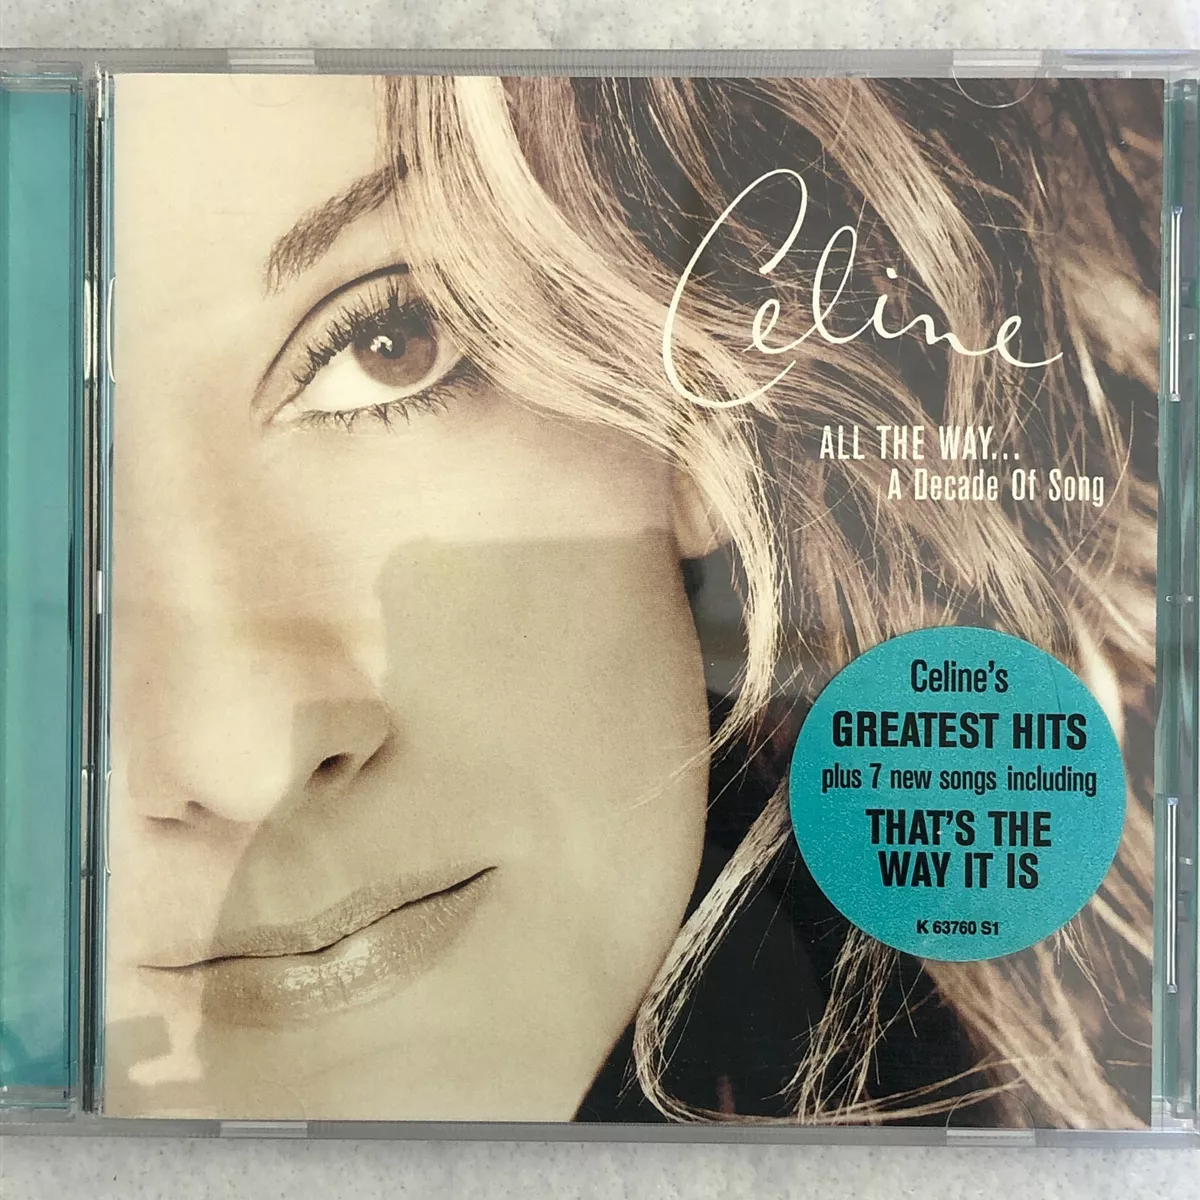 Celine
ALL THE WAY...
A Decade Of Song
Celine's
GREATEST HITS
plus 7 new songs including
THAT'S THE
WAY IT IS
K 63760 S1